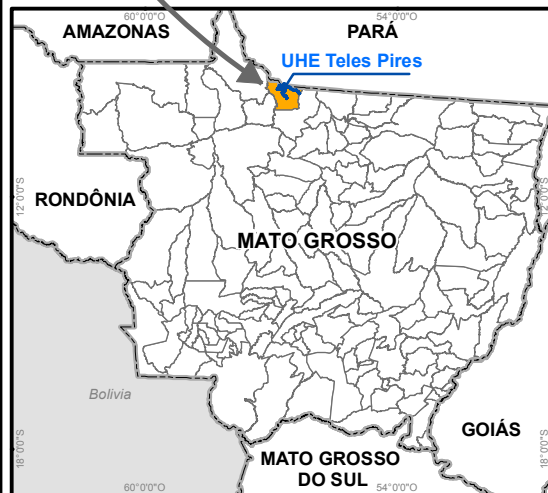 60°0'0"O
54°0'0"O
AMAZONAS
PARÁ
UHE Teles Pires
12°0'0"S
12°0'0"S
RONDÔNIA
MATO GROSSO
Bolivia
GOIÁS
18°0'0"S
18°0'0"S
MATO GROSSO
DO SUL
60°0'0"O
54°0'0"O